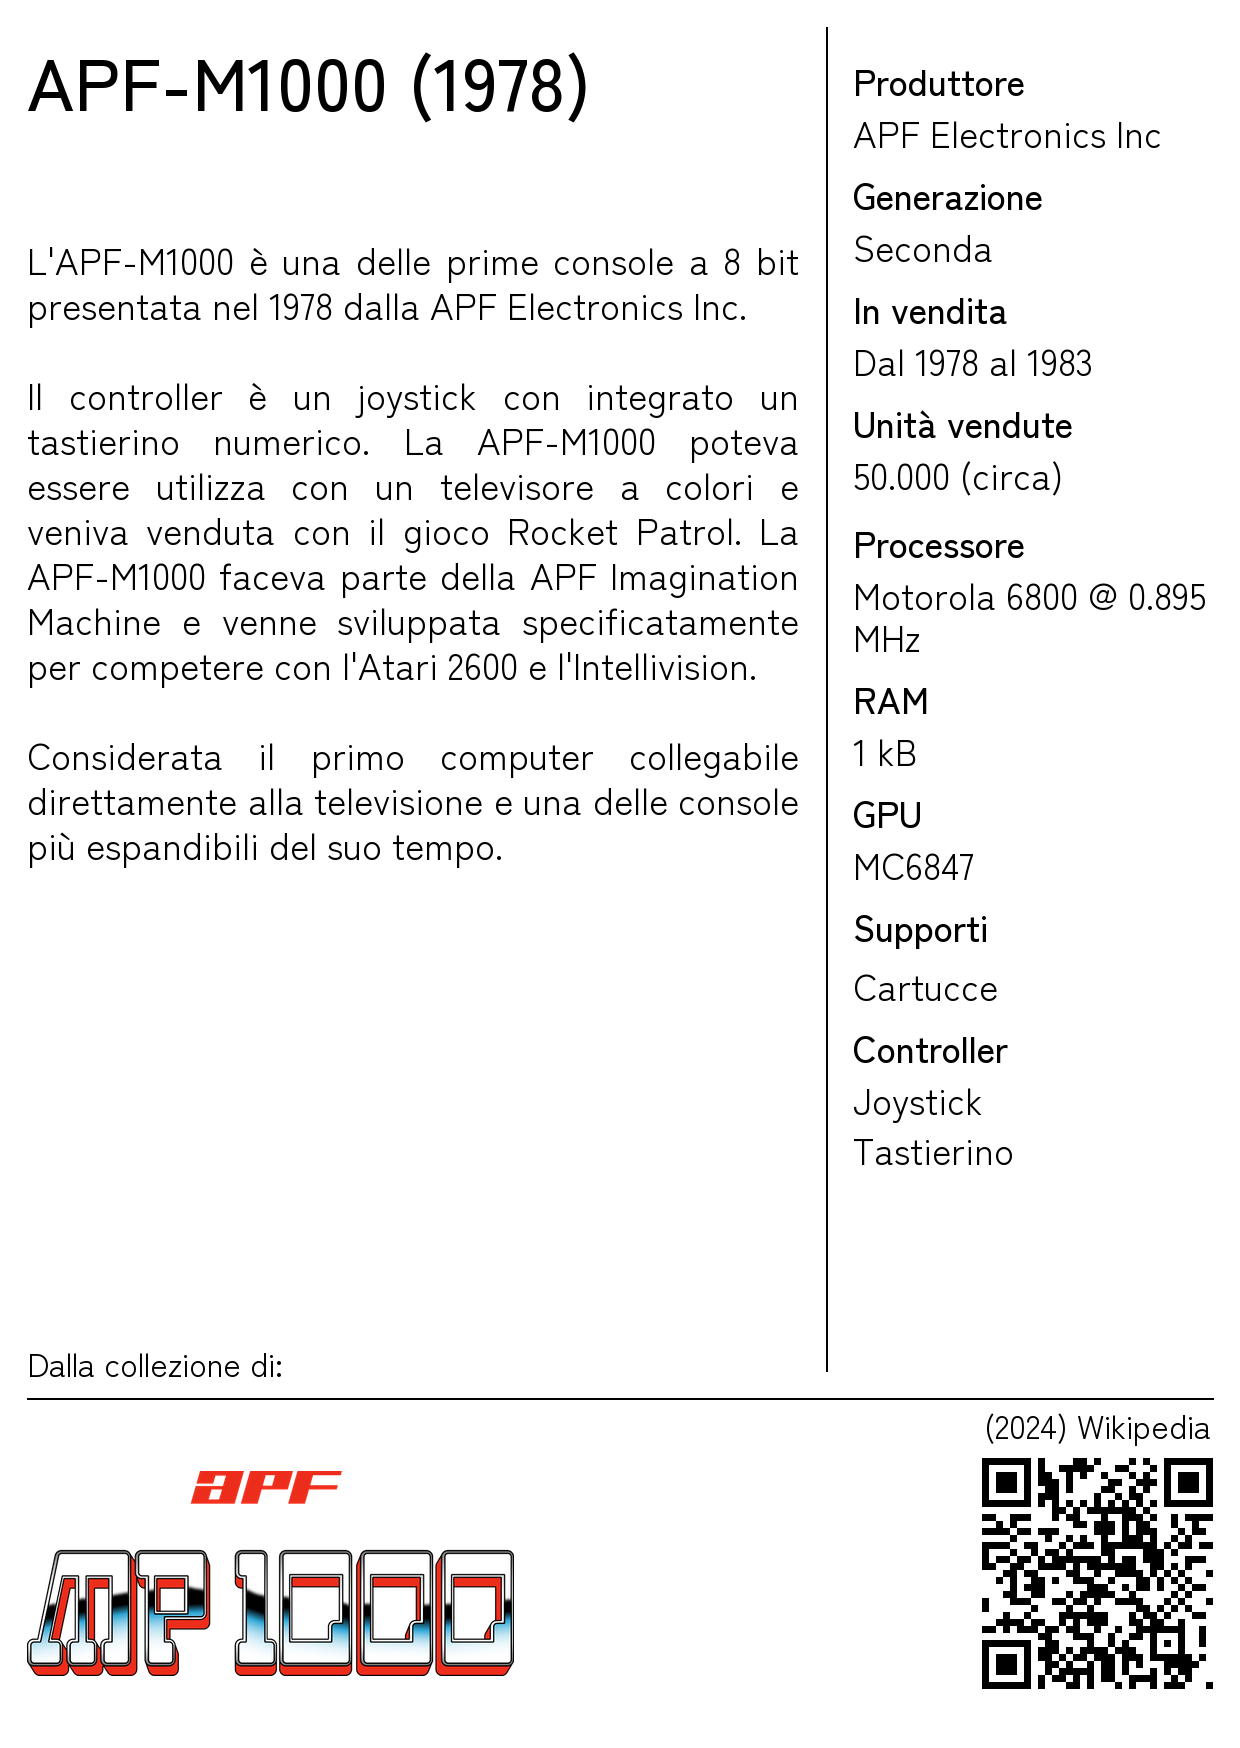 APF-M1000 (1978)
L'APF-M1000 è una delle prime console a 8 bit
presentata nel 1978 dalla APF Electronics Inc.
Il controller è un joystick con integrato un
tastierino numerico. La APF-M1000 poteva
essere utilizza con un televisore a colori e
veniva venduta con il gioco Rocket Patrol. La
APF-M1000 faceva parte della APF Imagination
Machine e venne sviluppata specificatamente
per competere con l'Atari 2600 e l'Intellivision.
Considerata il primo computer collegabile
direttamente alla televisione e una delle console
più espandibili del suo tempo.
Produttore
APF Electronics Inc
Generazione
Seconda
In vendita
Dal 1978 al 1983
Unità vendute
50.000 (circa)
Processore
Motorola 6800 @ 0.895
MHz
RAM
1 kB
GPU
MC6847
Supporti
Cartucce
Controller
Joystick
Tastierino
Dalla collezione di:
(2024) Wikipedia
apf
MP 1000